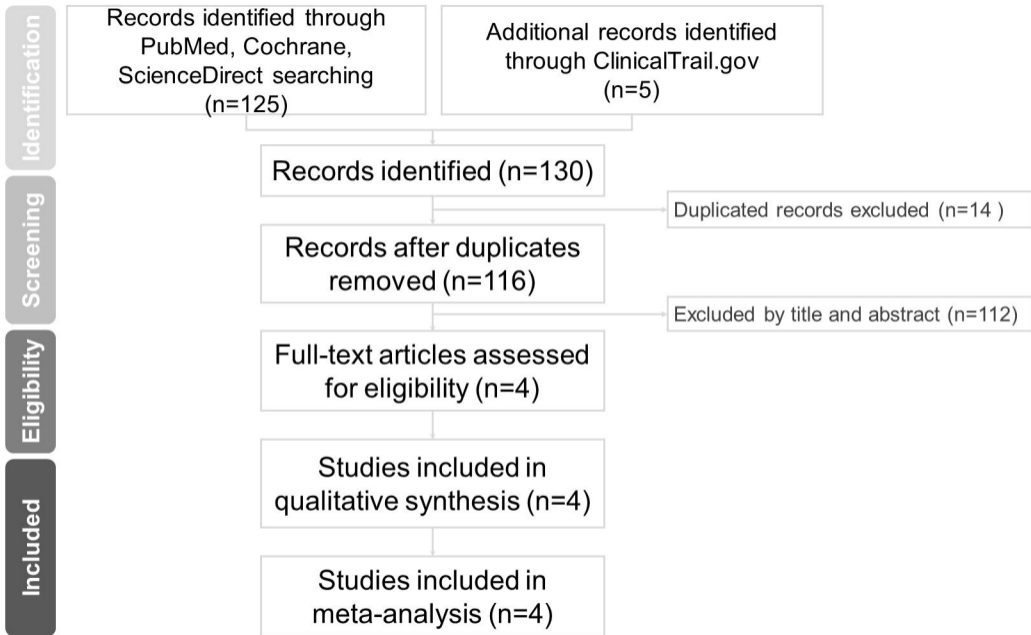 Identification
Records identified through
PubMed, Cochrane,
ScienceDirect searching
(n=125)
Additional records identified
through ClinicalTrail.gov
(n=5)
Records identified (n=130)
Screening
Duplicated records excluded (n=14 )
Records after duplicates
removed (n=116)
Excluded by title and abstract (n=112)
Eligibility
Full-text articles assessed
for eligibility (n=4)
Included
Studies included in
qualitative synthesis (n=4)
Studies included in
meta-analysis (n=4)